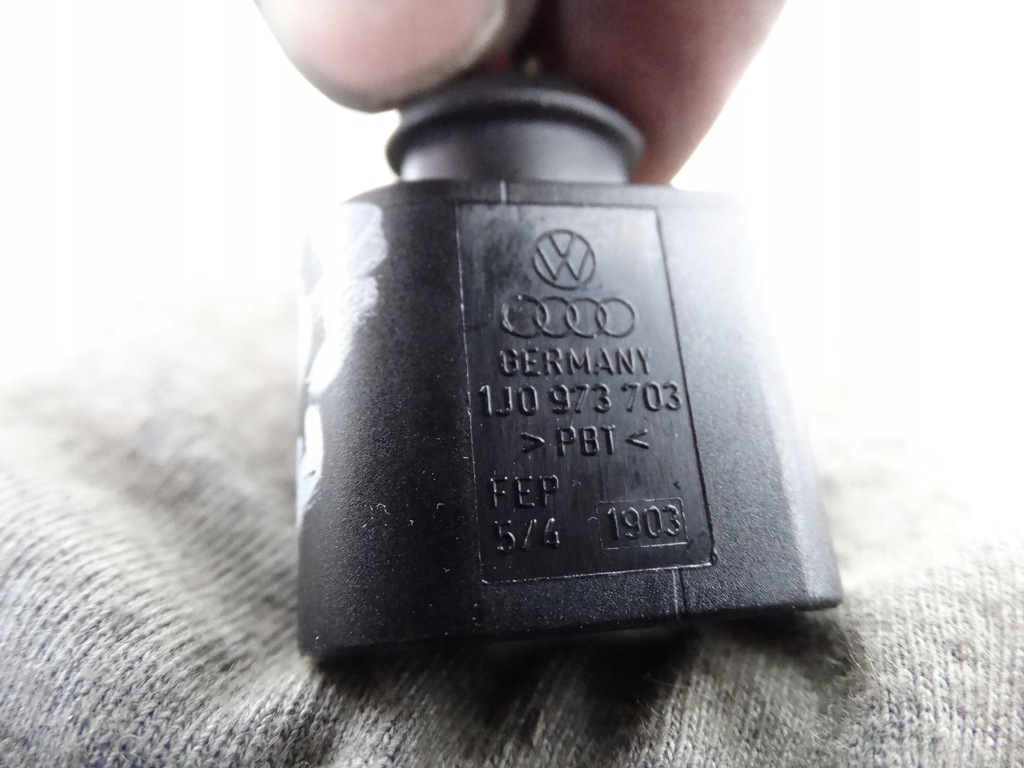 GERMANY
1J0 973 703
> PBT <
FEP
5/4 1903